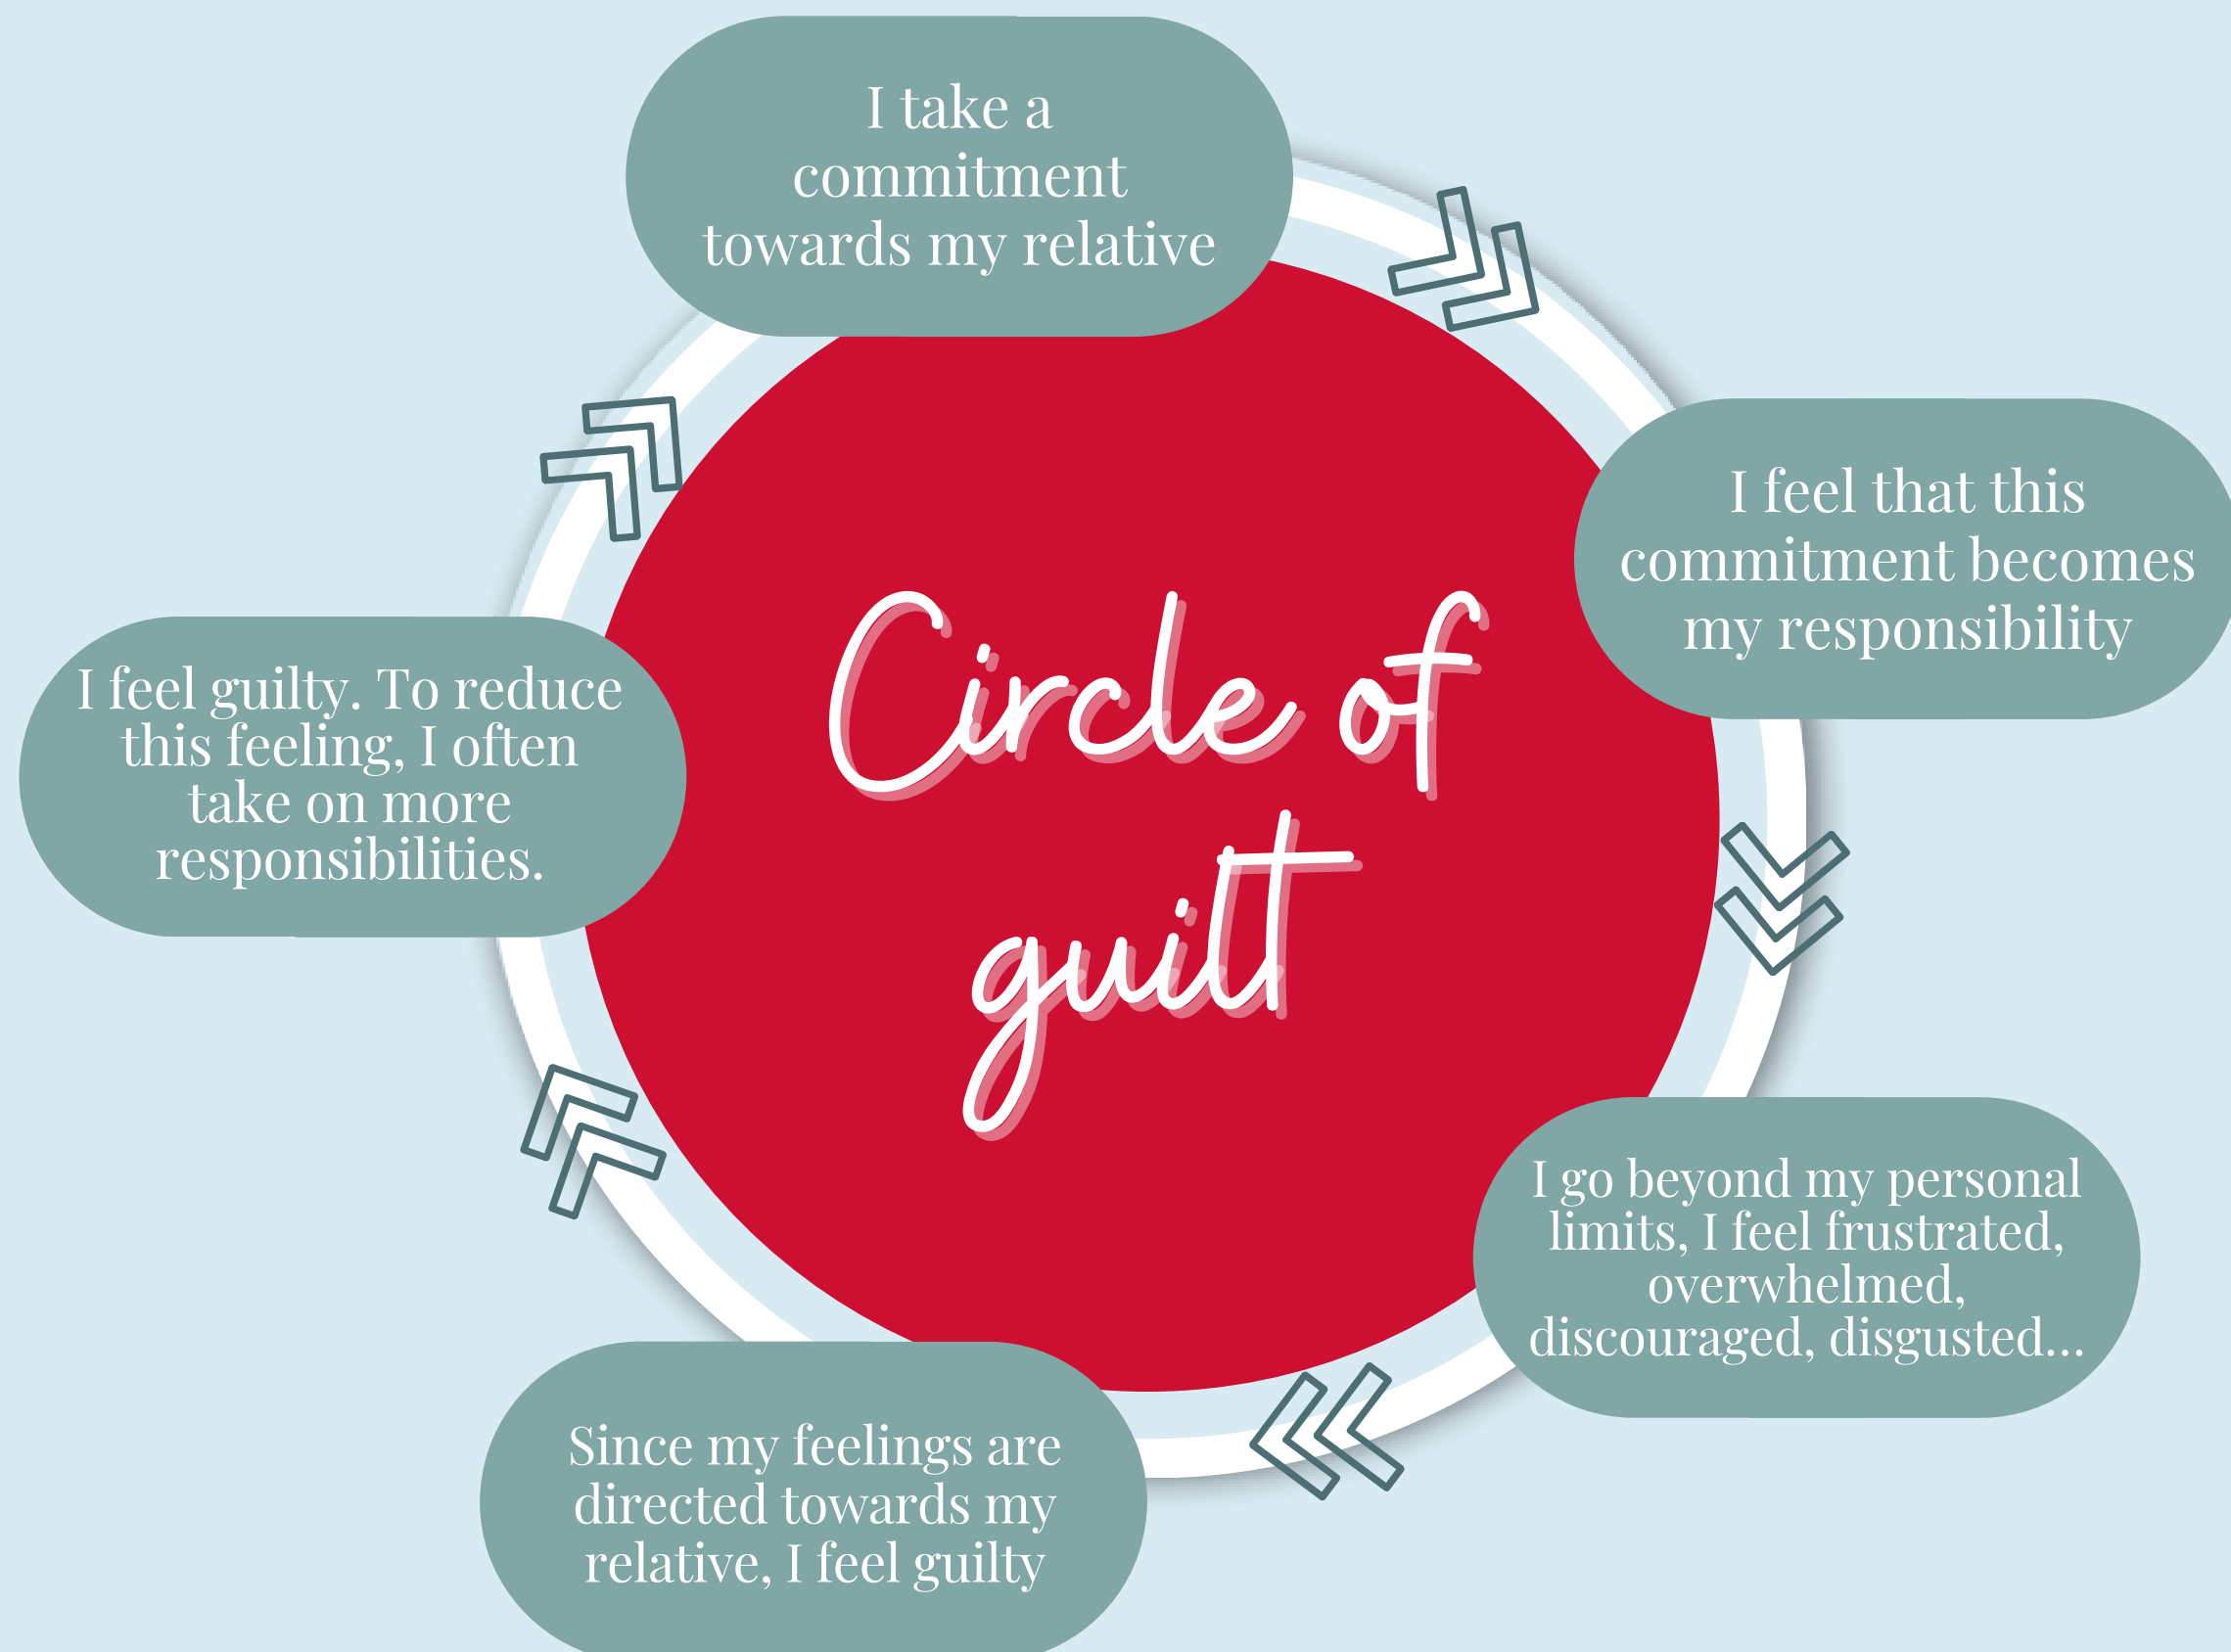 I take a
commitment
towards my relative
I feel that this
commitment becomes
my responsibility
I go beyond my personal
limits, I feel frustrated,
overwhelmed,
discouraged, disgusted...
Since my feelings are
directed towards my
relative, I feel guilty
I feel guilty. To reduce
this feeling, I often
take on more
responsibilities.
Circle of
guilt